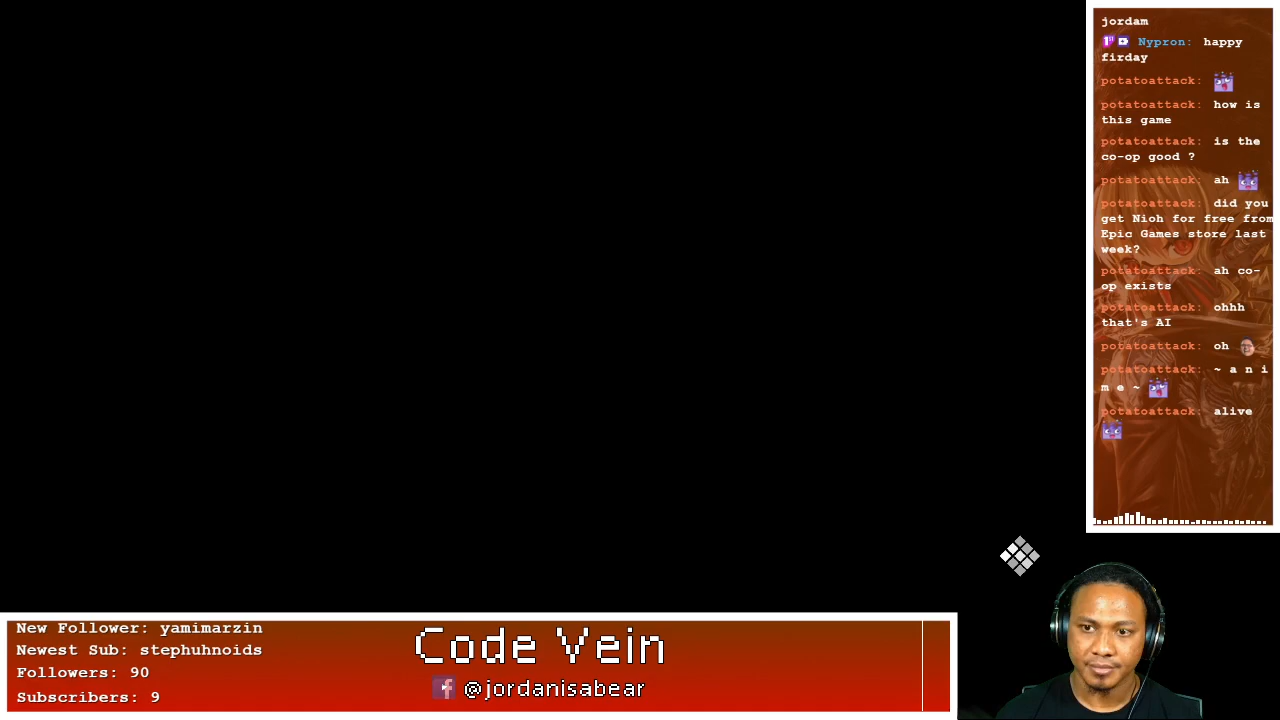 jordam
Nypron: happy
firday
potatoattack:
potatoattack: how is
this game
potatoattack: is the
co-op good ?
potatoattack: ah
potatoattack: did you
get Nioh for free from
Epic Games store last
week?
potatoattack: ah co-
op exists
potatoattack: ohhh
that's AI
potatoattack: oh
potatoattack: ~ a n i
m e ~
potatoattack: alive
New Follower: yamimarzin
Newest Sub: stephuhnoids
Followers: 90
Subscribers: 9
Code Vein
@jordanisabear